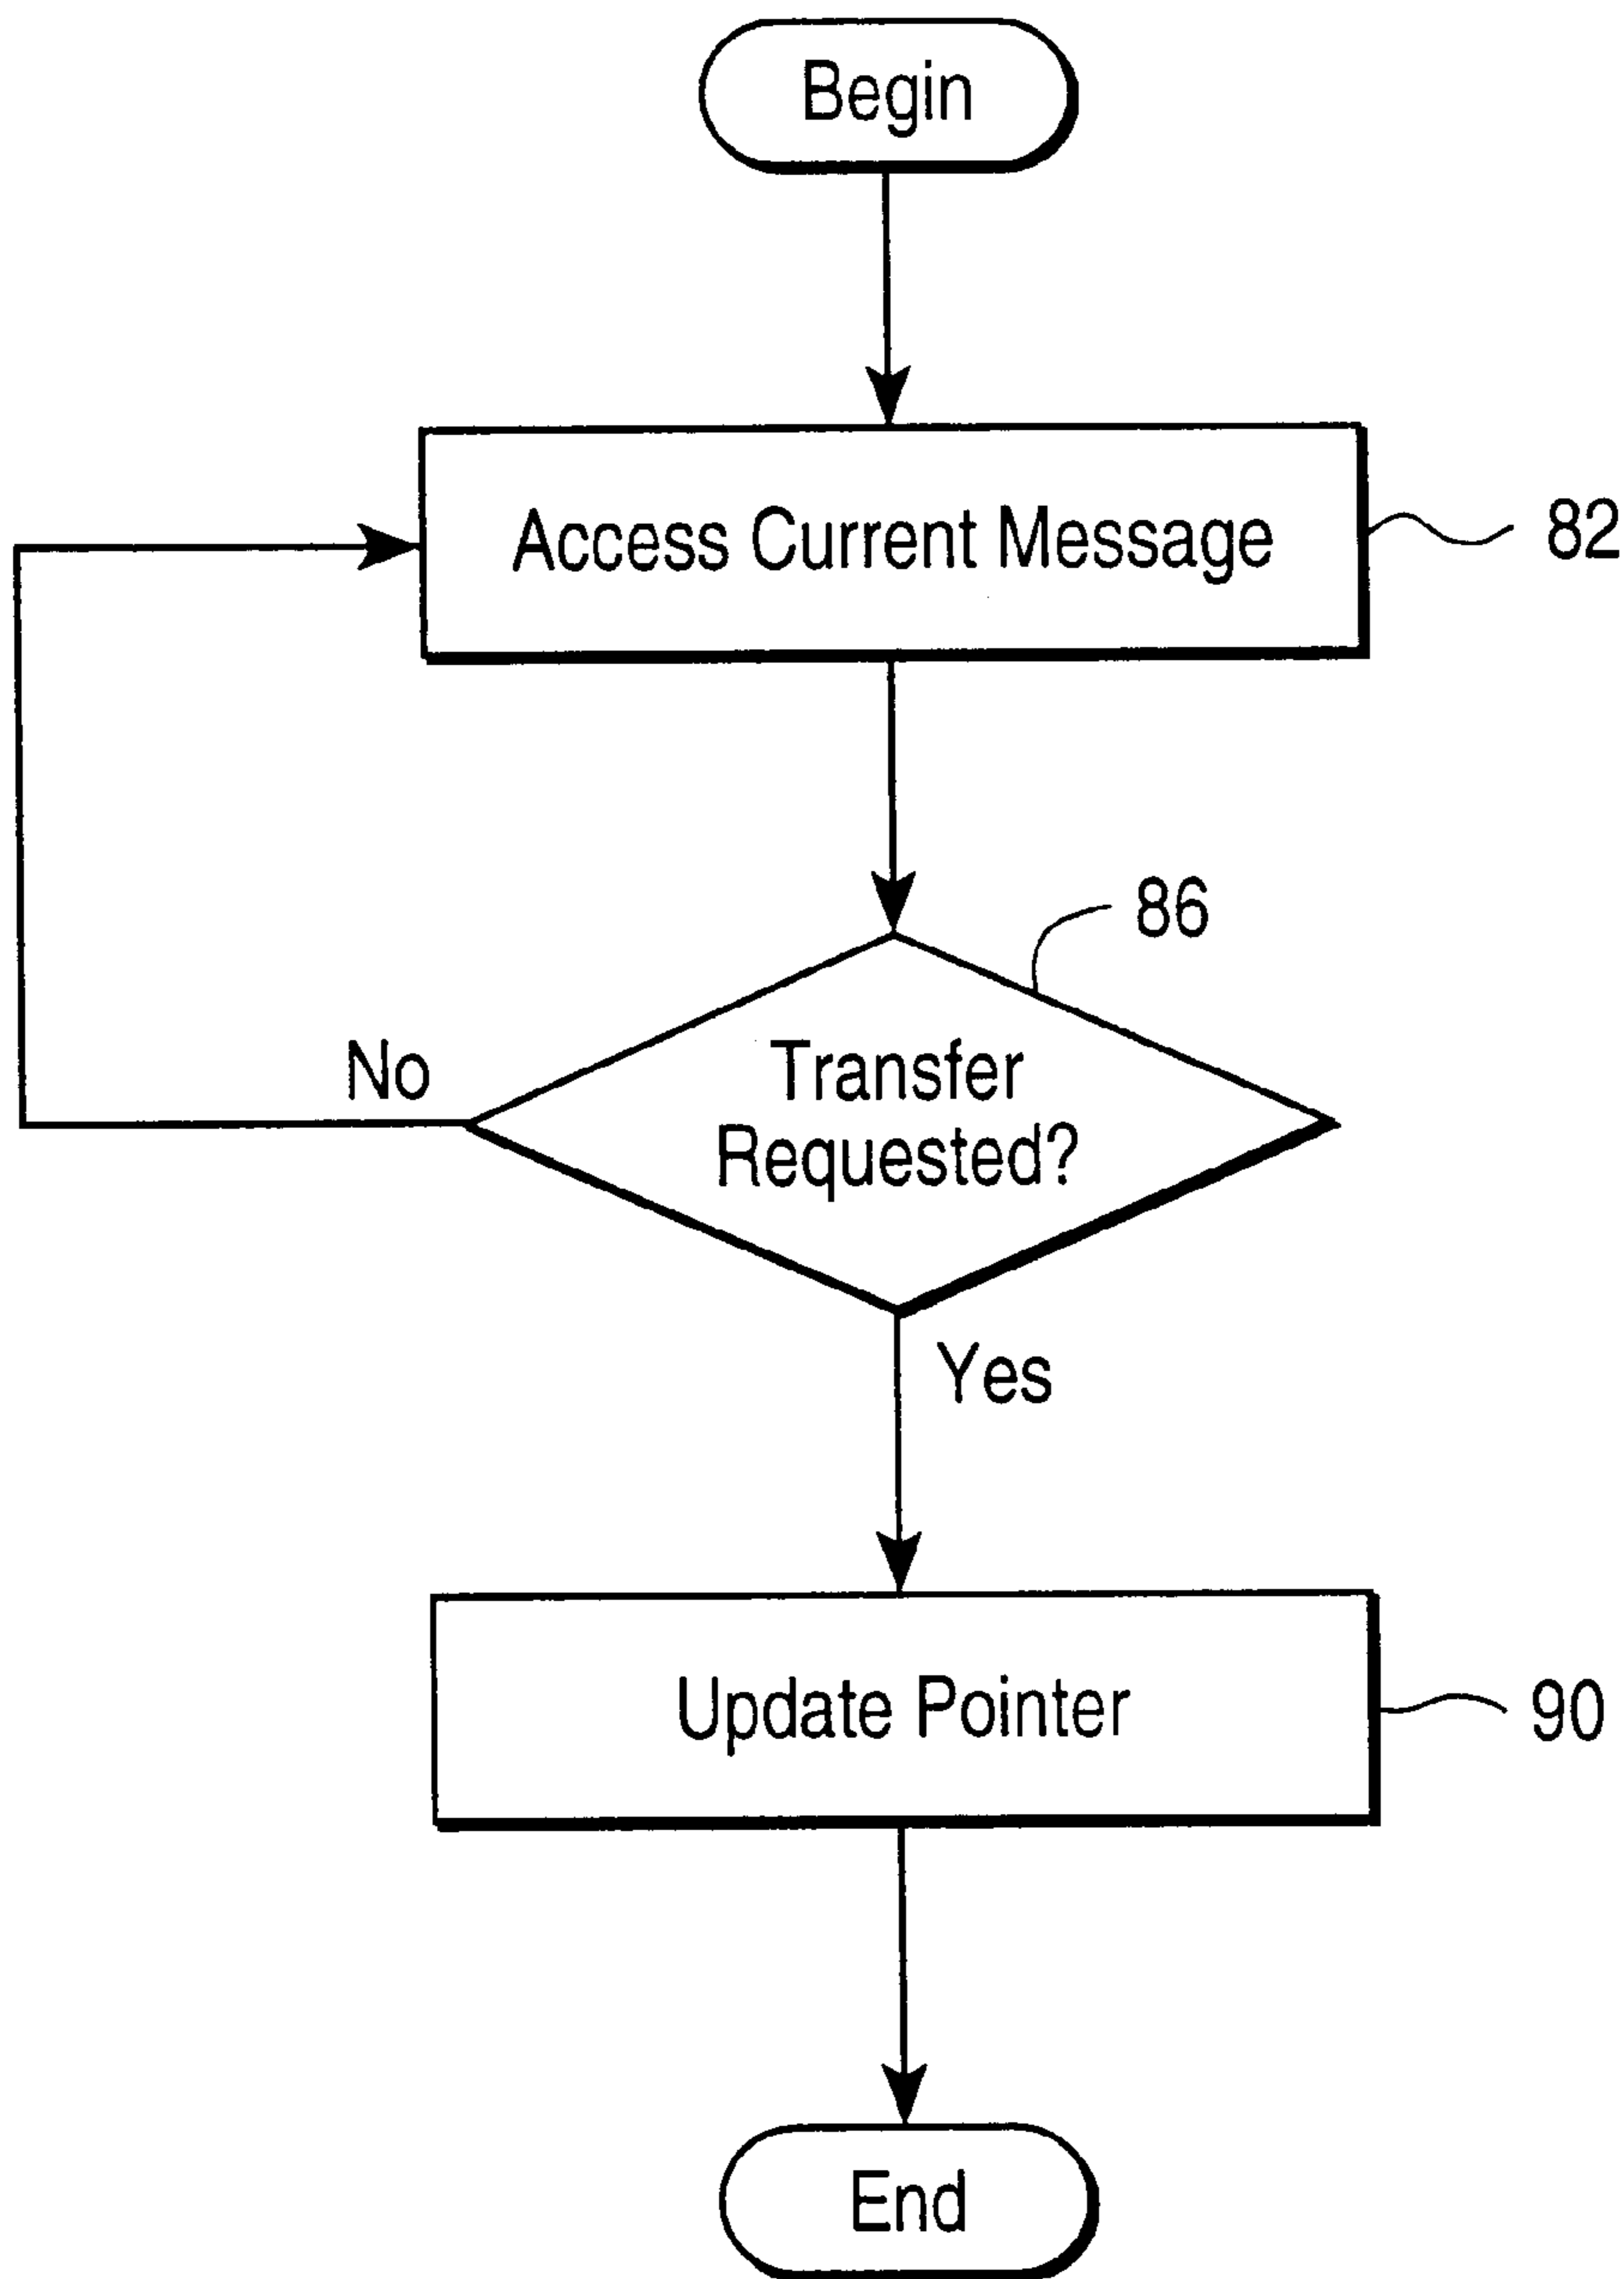 Begin
Access Current Message
82
86
Transfer
Requested?
No
Yes
Update Pointer
90
End